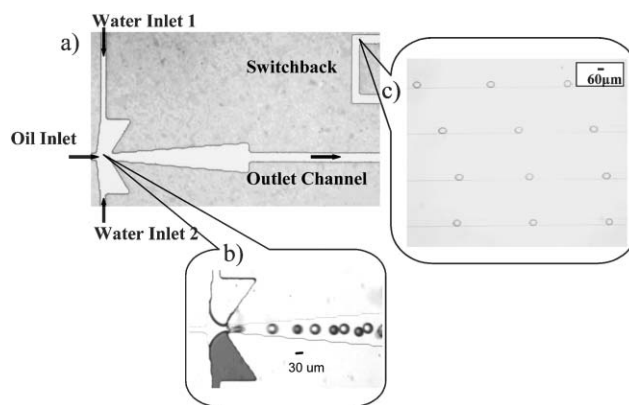 Water Inlet 1
a)
Switchback
c)
60µm
Oil Inlet
Outlet Channel
Water Inlet 2
b)
30 um